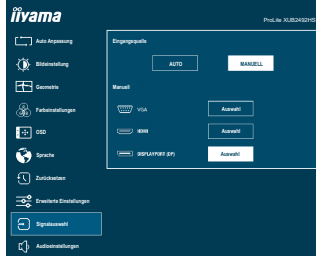 iiyama
ProLite XUB2492HS
Auto Anpassung
Bildeinstellung
Geometrie
Farbeinstellungen
OSD
Sprache
Zurücksetzen
Erweiterte Einstellungen
Signalauswahl
Audioeinstellungen
Eingangsquelle
AUTO
MANUELL
Manuell
VGA
Auswahl
HDMI
Auswahl
DISPLAYPORT (DP)
Auswahl